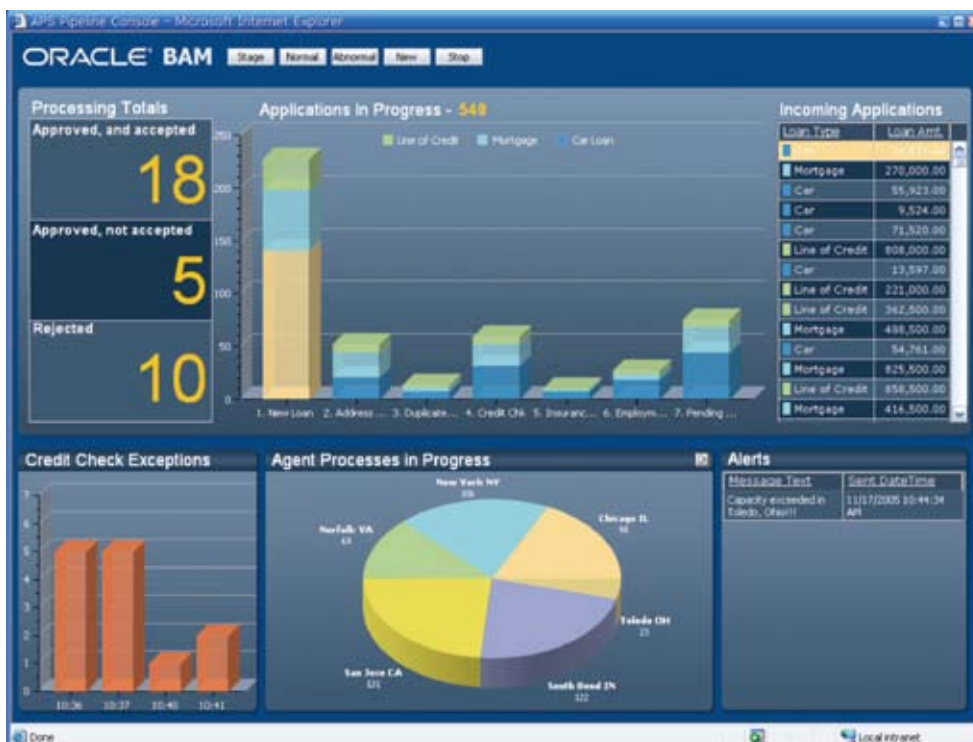 APS Pipeline Console - Microsoft Internet Explorer
ORACLE BAM
Stage Normal Abnormal New Stop
Processing Totals
Approved, and accepted
18
Approved, not accepted
5
Rejected
10
Applications In Progress -
Line of Credit Mortgage Car Loan
250
200
150
100
50
0
1. New Loan 2. Address ... 3. Duplicate... 4. Credit Chk 5. Insuranc... 6. Employm... 7. Pending ...
Incoming Applications
Loan Type Loan Amt.
Mortgage 270,000.00
Car 55,923.00
Car 9,524.00
Car 71,520.00
Line of Credit 808,000.00
Car 13,597.00
Line of Credit 221,000.00
Line of Credit 362,500.00
Mortgage 488,500.00
Car 54,761.00
Mortgage 825,500.00
Line of Credit 858,500.00
Mortgage 416,500.00
Credit Check Exceptions
7
6
5
4
3
2
1
0
10:36 10:37 10:40 10:41
Agent Processes in Progress
New York NY
106
Chicago IL
Norfolk VA
63
Toledo OH
23
San Jose CA
121
South Bend IN
122
Alerts
Message Text Sent DateTime
Capacity exceeded in 11/17/2005 10:44:34
Toledo, AM
Done
Local intranet